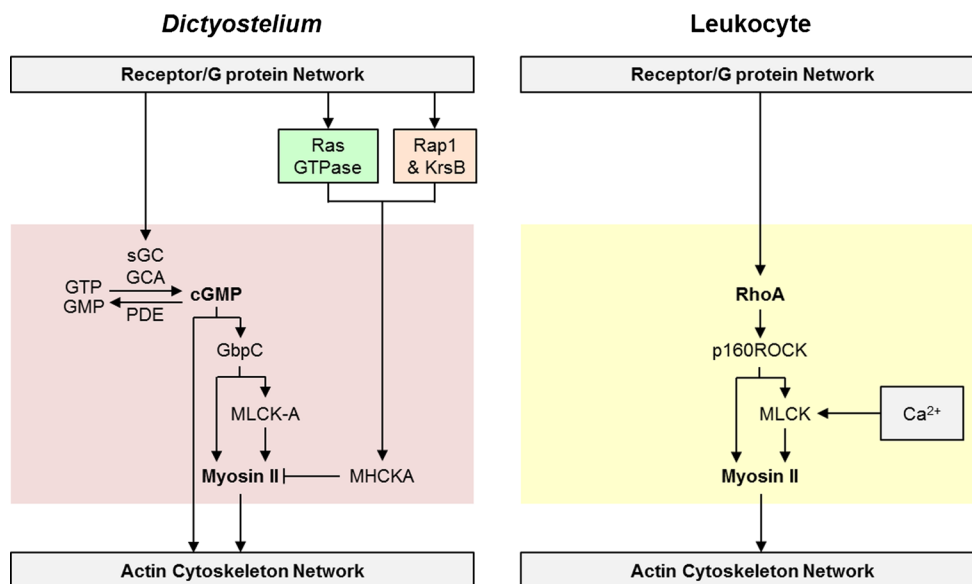 Dictyostelium
Receptor/G protein Network
Ras
GTPase
Rap1
& KrsB
sGC
GCA
GTP
GMP
PDE
cGMP
GbpC
MLCK-A
Myosin II
MHCKA
Actin Cytoskeleton Network
Leukocyte
Receptor/G protein Network
RhoA
p160ROCK
MLCK
Ca²⁺
Myosin II
Actin Cytoskeleton Network